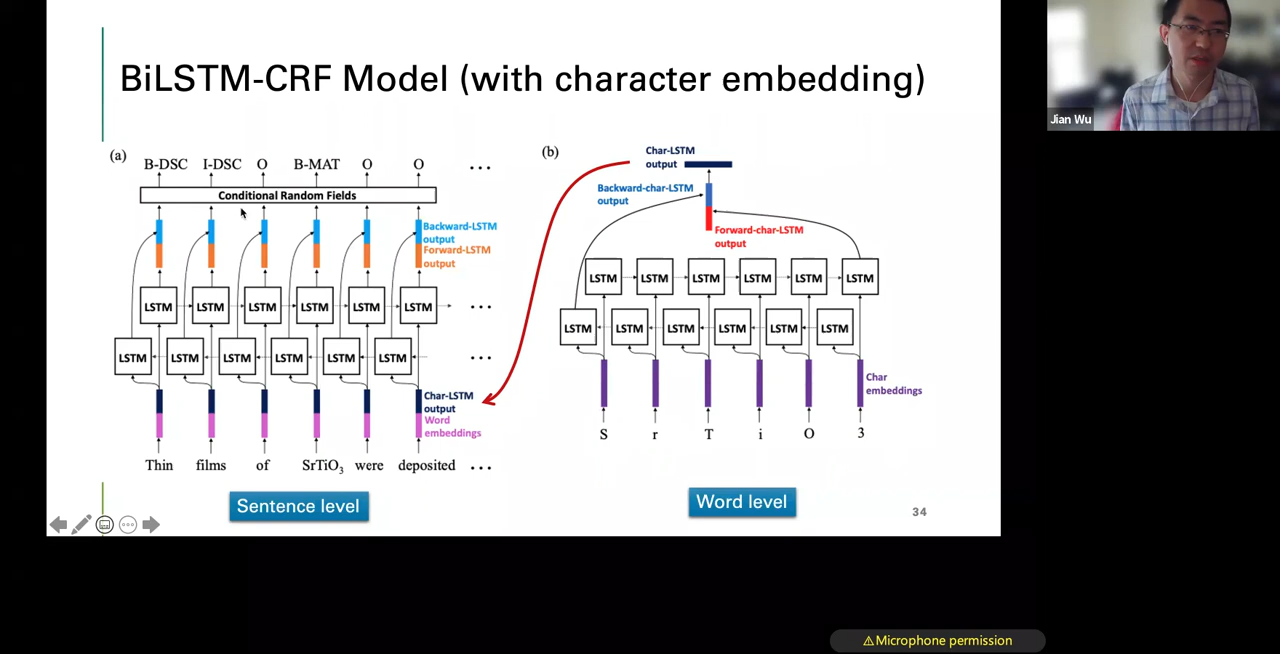 BiLSTM-CRF Model (with character embedding)
(a)
B-DSC I-DSC O B-MAT O O ...
Conditional Random Fields
Backward-LSTM
output
Forward-LSTM
output
LSTM LSTM LSTM LSTM LSTM LSTM ...
LSTM LSTM LSTM LSTM LSTM LSTM ...
Char-LSTM
output
Word
embeddings
Thin films of SrTiO₃ were deposited ...
Sentence level
(b)
Char-LSTM
output
Backward-char-LSTM
output
Forward-char-LSTM
output
LSTM LSTM LSTM LSTM LSTM LSTM
LSTM LSTM LSTM LSTM LSTM LSTM
Char
embeddings
S r T i O 3
Word level
34
Jian Wu
⚠Microphone permission